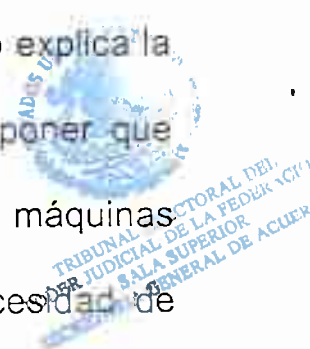 explica la
poner que
máquinas
cesidad de
TRIBUNAL ELECTORAL DEL
PODER JUDICIAL DE LA FEDERACIÓN
SALA SUPERIOR
GENERAL DE ACUER